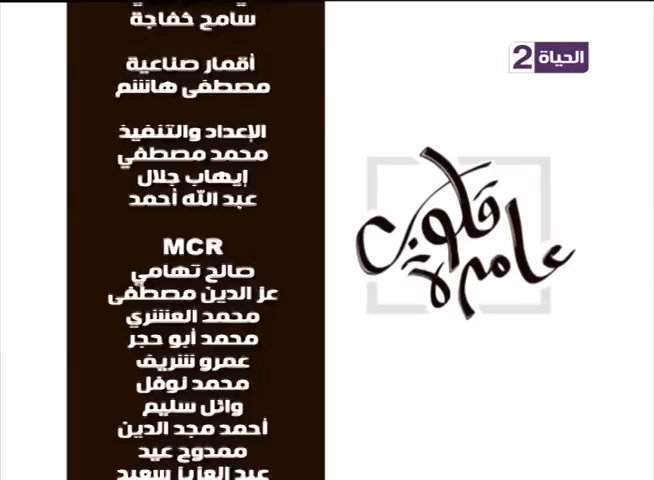 سامح خفاجة
أقمار صناعية
مصطفى هاشم
الإعداد والتنفيذ
محمد مصطفي
إيهاب جلال
عبد الله أحمد
MCR
صالح تهامي
عز الدين مصطفى
محمد العشري
محمد أبو حجر
عمرو شريف
محمد نوفل
وائل سليم
أحمد مجد الدين
ممدوح عيد
عبد العزيز سعيد
الحياة 2
قلوب
عامرة